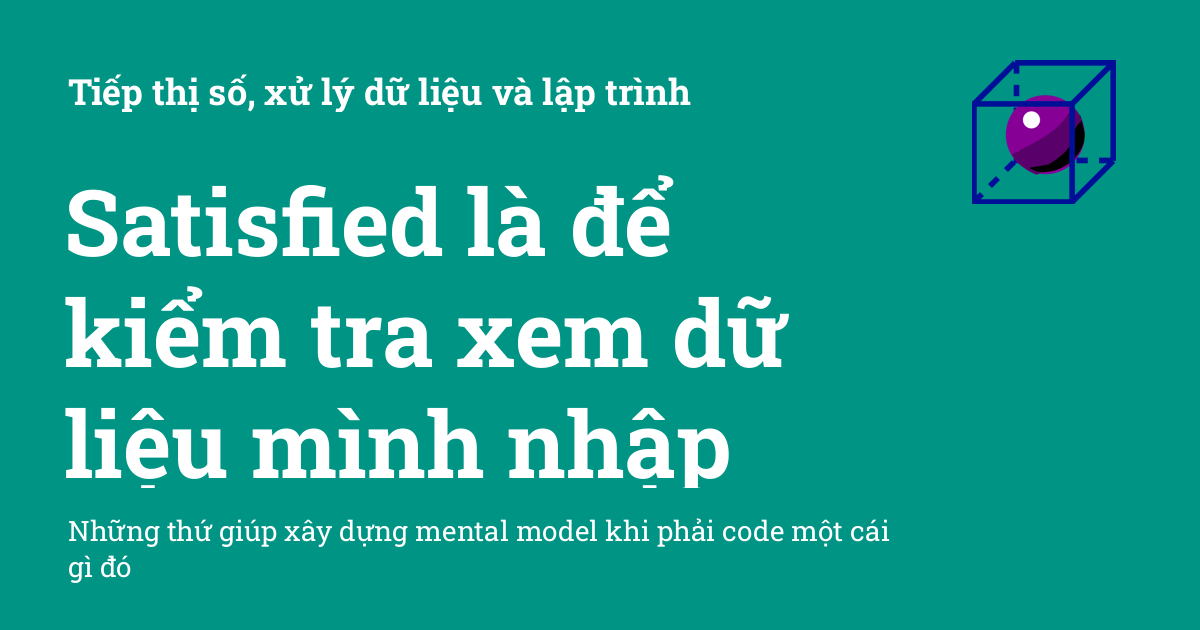 Tiếp thị số, xử lý dữ liệu và lập trình
Satisfied là để
kiểm tra xem dữ
liệu mình nhập
Những thứ giúp xây dựng mental model khi phải code một cái
gì đó